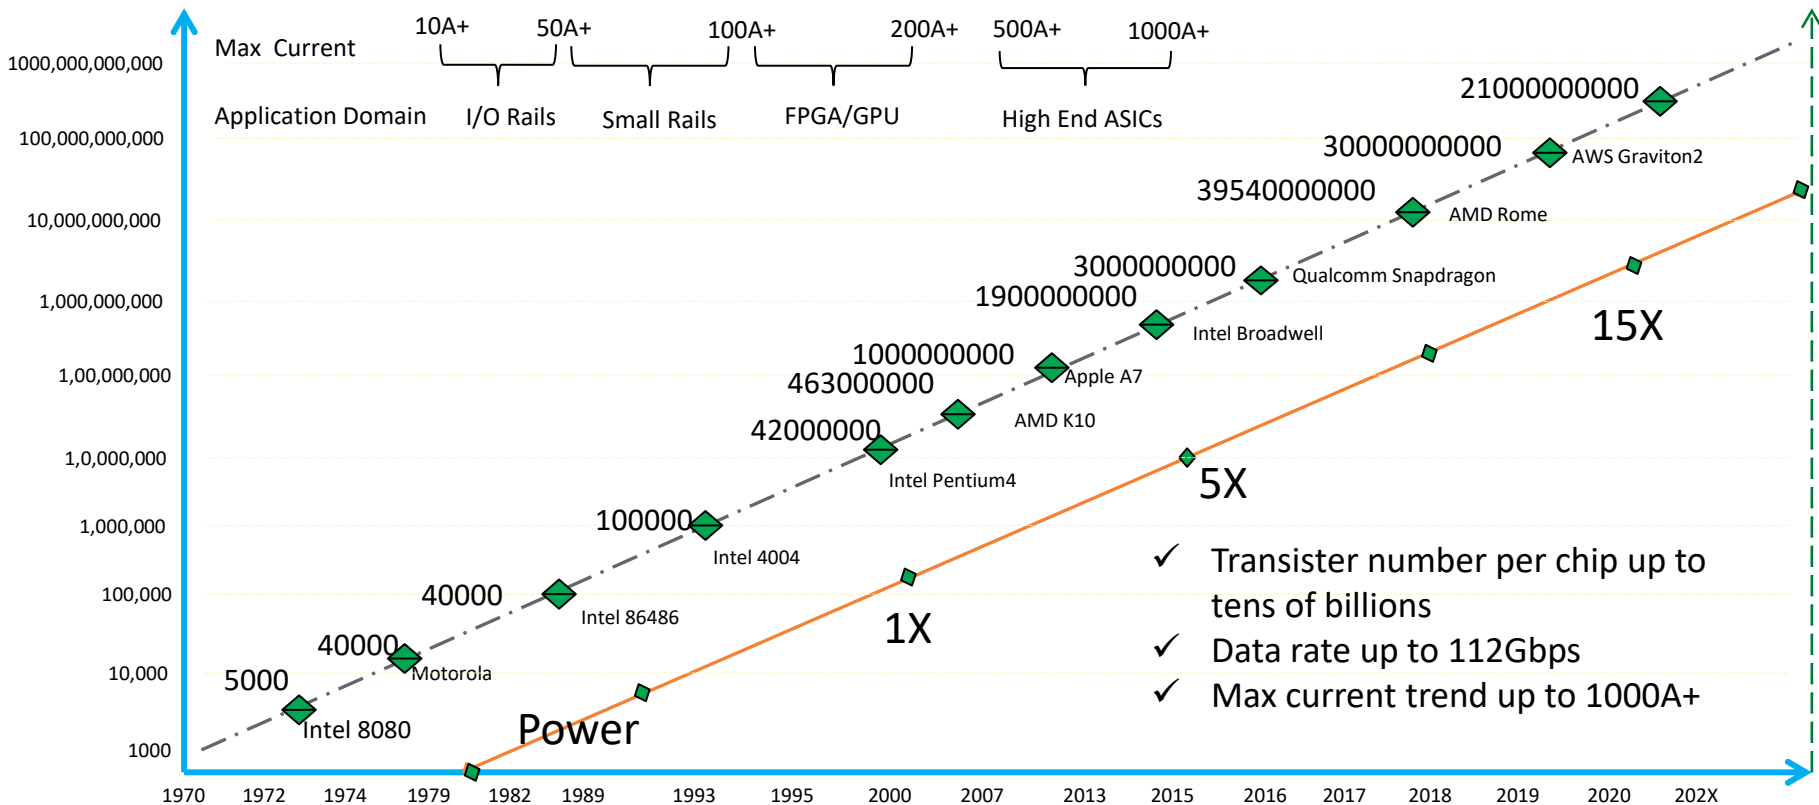 Max Current
10A+
50A+
100A+
200A+
500A+
1000A+
Application Domain
I/O Rails
Small Rails
FPGA/GPU
High End ASICs
1000,000,000,000
100,000,000,000
10,000,000,000
1,000,000,000
1,00,000,000
1,0,000,000
1,000,000
100,000
10,000
1000
21000000000
30000000000
AWS Graviton2
39540000000
AMD Rome
3000000000
Qualcomm Snapdragon
1900000000
Intel Broadwell
1000000000
Apple A7
463000000
AMD K10
42000000
Intel Pentium4
100000
Intel 4004
40000
Intel 86486
40000
Motorola
5000
Intel 8080
Power
1X
5X
15X
✓ Transister number per chip up to
tens of billions
✓ Data rate up to 112Gbps
✓ Max current trend up to 1000A+
1970 1972 1974 1979 1982 1989 1993 1995 2000 2007 2013 2015 2016 2017 2018 2019 2020 202X